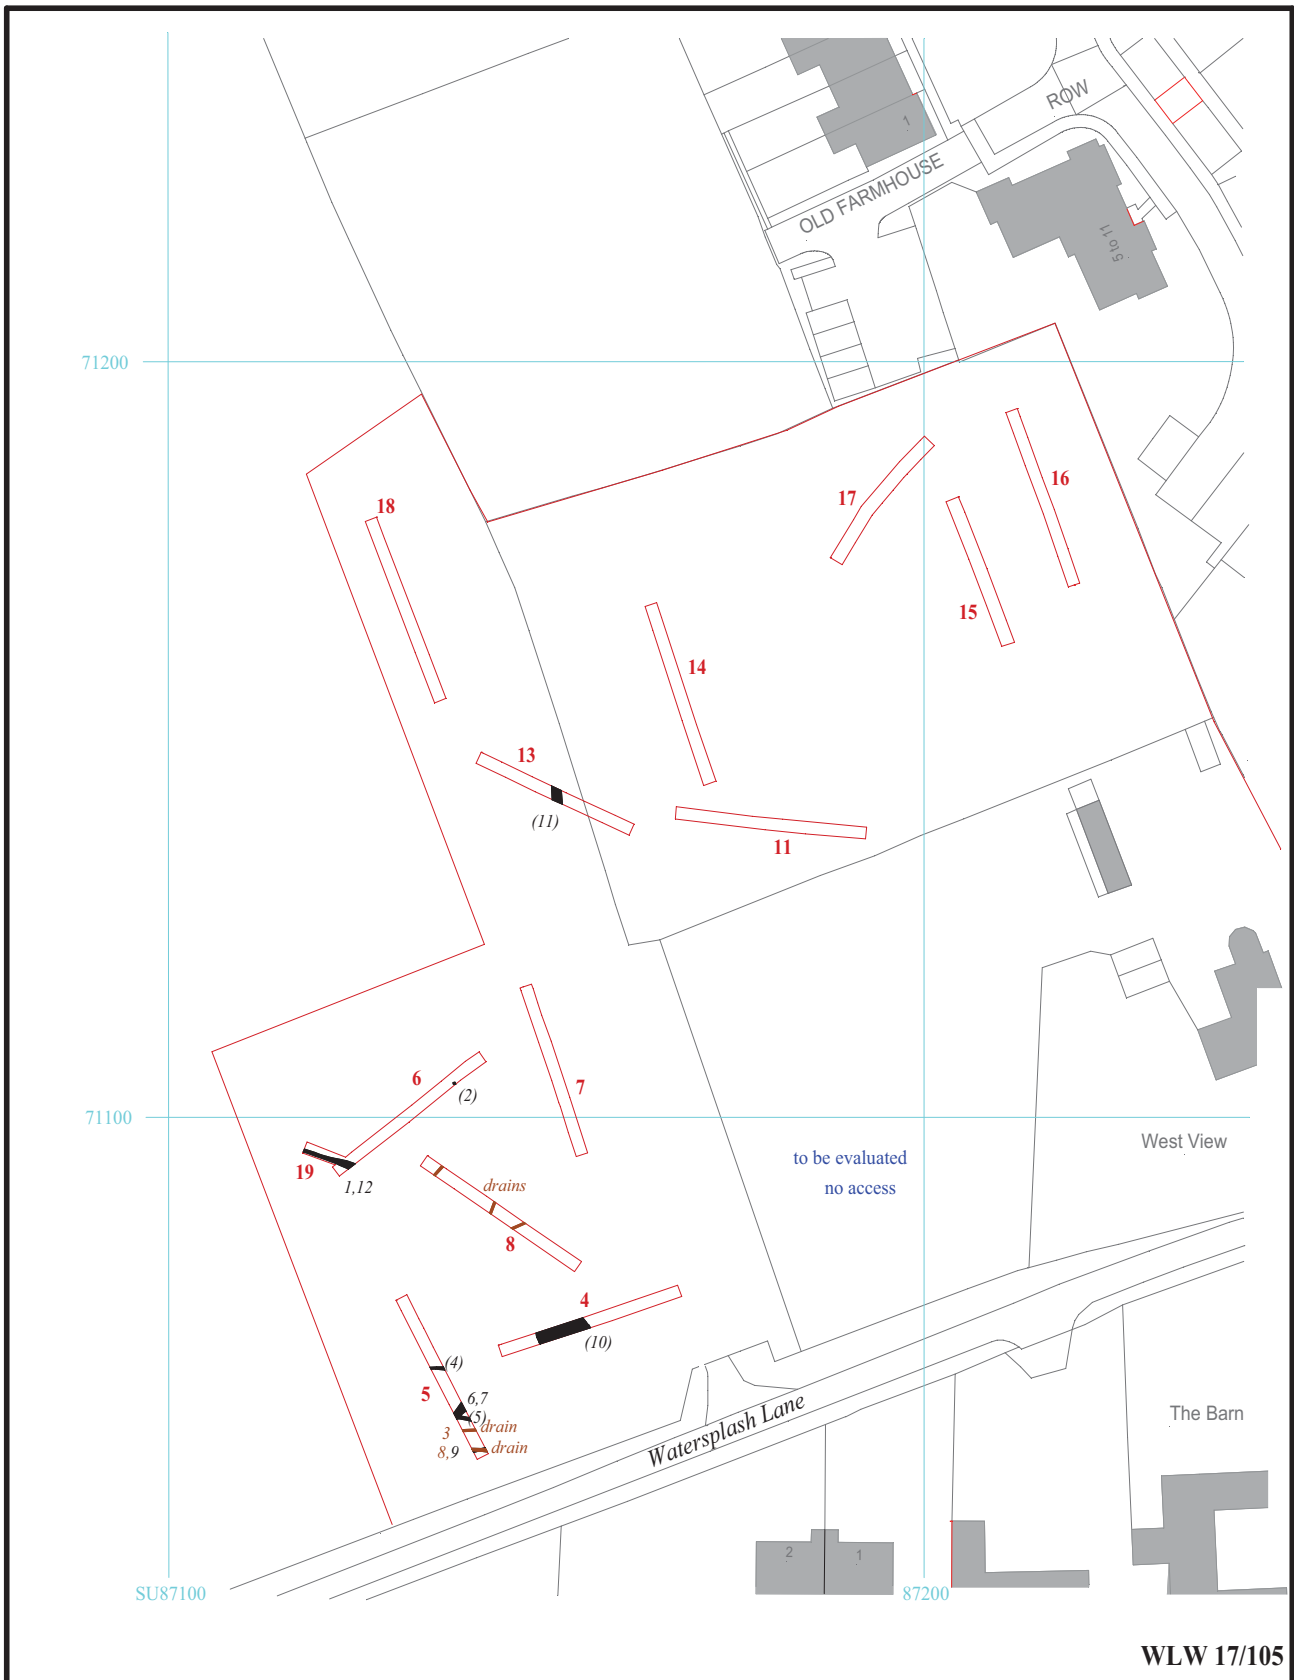 ROW
1
OLD FARMHOUSE
5 to 11
71200
16
17
18
15
14
13
(11)
11
6
7
(2)
71100
West View
to be evaluated
no access
19
1,12
drains
8
4
(10)
(4)
5
6,7
(5)
3 drain
8,9 drain
Watersplash Lane
The Barn
2
1
SU87100
87200
WLW 17/105